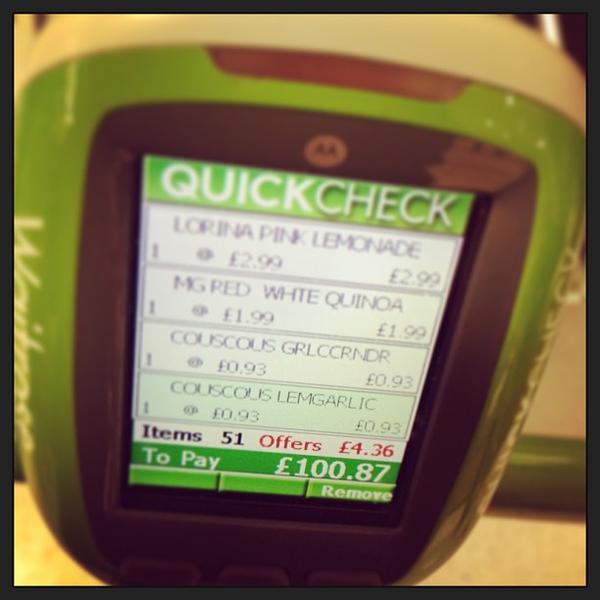 QUICKCHECK
LORINA PINK LEMONADE
1 @ £2.99 £2.99
MG RED WHTE QUINOA
1 @ £1.99 £1.99
COUSCOUS GRLCCRNDR
1 @ £0.93 £0.93
COUSCOUS LEMGARLIC
1 @ £0.93 £0.93
Items 51 Offers £4.36
To Pay £100.87
Remove
Waitrose